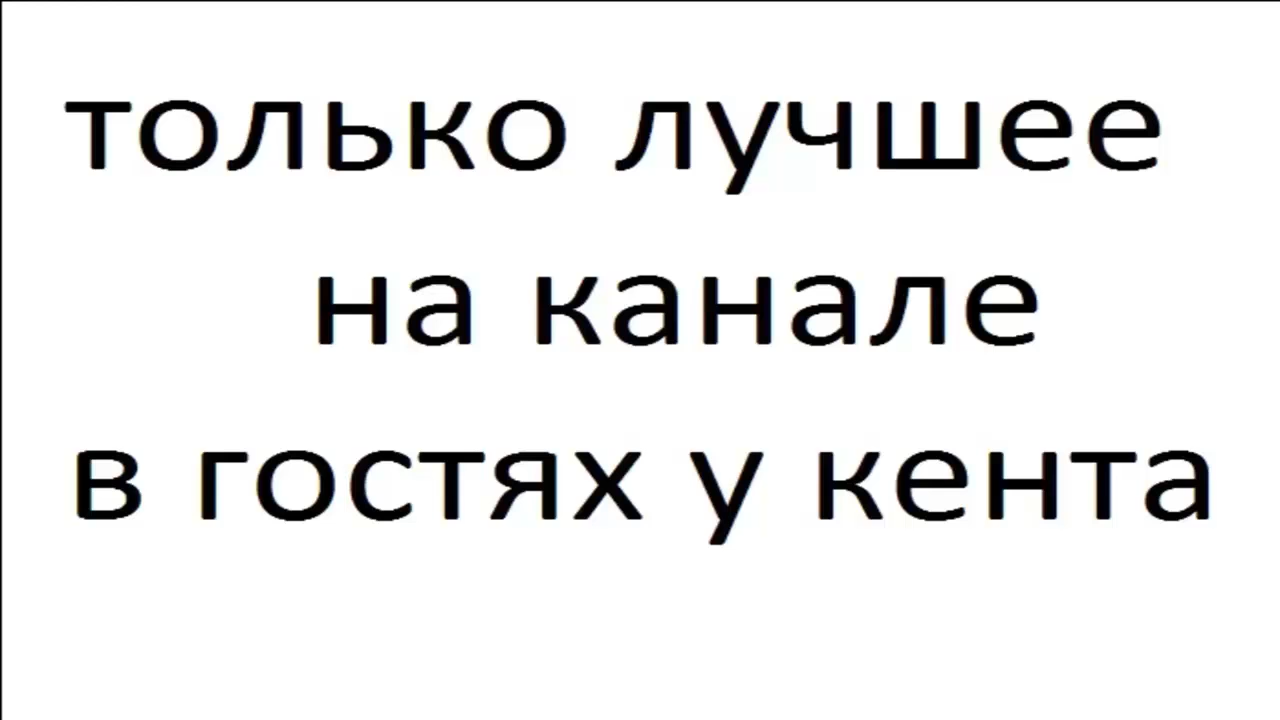 только лучшее
на канале
в гостях у кента